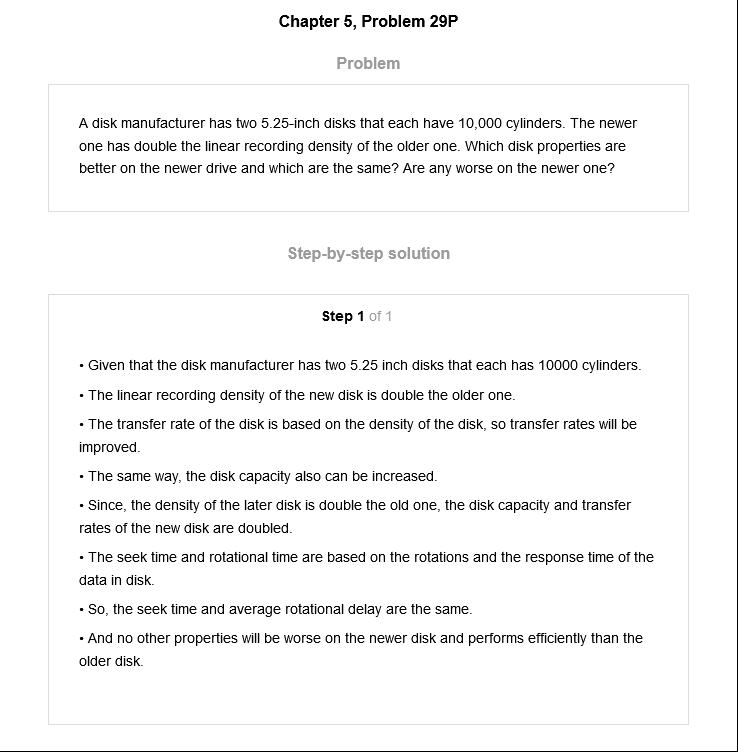 Chapter 5, Problem 29P
Problem
A disk manufacturer has two 5.25-inch disks that each have 10,000 cylinders. The newer
one has double the linear recording density of the older one. Which disk properties are
better on the newer drive and which are the same? Are any worse on the newer one?
Step-by-step solution
Step 1 of 1
• Given that the disk manufacturer has two 5.25 inch disks that each has 10000 cylinders.
• The linear recording density of the new disk is double the older one.
• The transfer rate of the disk is based on the density of the disk, so transfer rates will be
improved.
• The same way, the disk capacity also can be increased.
• Since, the density of the later disk is double the old one, the disk capacity and transfer
rates of the new disk are doubled.
• The seek time and rotational time are based on the rotations and the response time of the
data in disk.
• So, the seek time and average rotational delay are the same.
• And no other properties will be worse on the newer disk and performs efficiently than the
older disk.